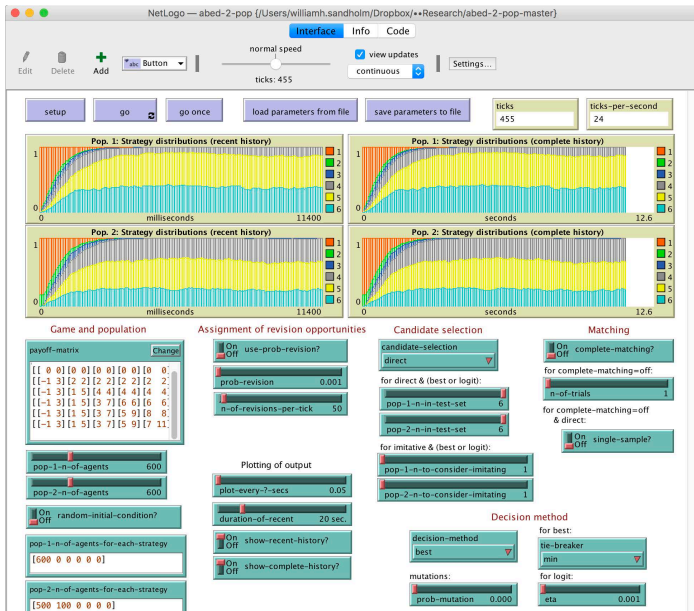 NetLogo — abed-2-pop {/Users/williamh.sandholm/Dropbox/••Research/abed-2-pop-master}
Interface Info Code
Edit Delete Add
abc Button
normal speed
ticks: 455
view updates
continuous
Settings...
setup go go once load parameters from file save parameters to file
ticks
455
ticks-per-second
24
Pop. 1: Strategy distributions (recent history)
1
0
0 milliseconds 11400
1
2
3
4
5
6
Pop. 1: Strategy distributions (complete history)
1
0
0 seconds 12.6
1
2
3
4
5
6
Pop. 2: Strategy distributions (recent history)
1
0
0 milliseconds 11400
1
2
3
4
5
6
Pop. 2: Strategy distributions (complete history)
1
0
0 seconds 12.6
1
2
3
4
5
6
Game and population
payoff-matrix Change
[[ 0 0][0 0][0 0][0 0][0 0]
[[-1 3][2 2][2 2][2 2][2 2]
[[-1 3][1 5][4 4][4 4][4 4]
[[-1 3][1 5][3 7][6 6][6 6]
[[-1 3][1 5][3 7][5 9][8 8]
[[-1 3][1 5][3 7][5 9][7 11]
pop-1-n-of-agents 600
pop-2-n-of-agents 600
On
Off random-initial-condition?
pop-1-n-of-agents-for-each-strategy
[600 0 0 0 0 0]
pop-2-n-of-agents-for-each-strategy
[500 100 0 0 0 0]
Assignment of revision opportunities
On
Off use-prob-revision?
prob-revision 0.001
n-of-revisions-per-tick 50
Plotting of output
plot-every-?-secs 0.05
duration-of-recent 20 sec.
On
Off show-recent-history?
On
Off show-complete-history?
Candidate selection
candidate-selection
direct
for direct & (best or logit):
pop-1-n-in-test-set 6
pop-2-n-in-test-set 6
for imitative & (best or logit):
pop-1-n-to-consider-imitating 1
pop-2-n-to-consider-imitating 1
Matching
On
Off complete-matching?
for complete-matching=off:
n-of-trials 1
for complete-matching=off
& direct:
On
Off single-sample?
Decision method
decision-method
best
for best:
tie-breaker
min
mutations:
prob-mutation 0.000
for logit:
eta 0.001